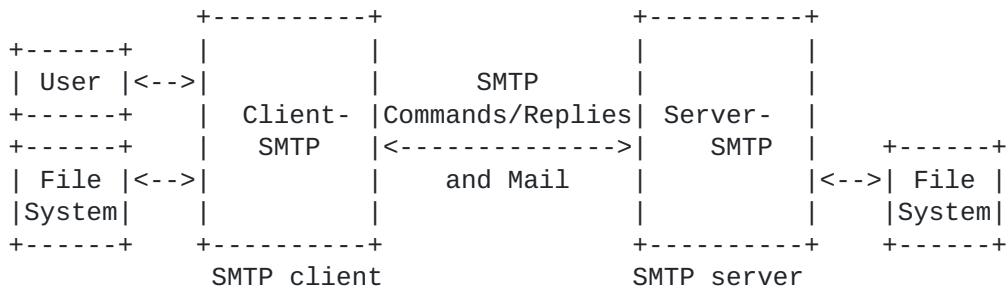 +----------+                +----------+
+------+    |          |                |          |
| User |<-->|          |      SMTP      |          |
+------+    |  Client- |Commands/Replies| Server-  |
+------+    |   SMTP   |<-------------->|    SMTP  |    +------+
| File |<-->|          |    and Mail    |          |<-->| File |
|System|    |          |                |          |    |System|
+------+    +----------+                +----------+    +------+
             SMTP client                SMTP server